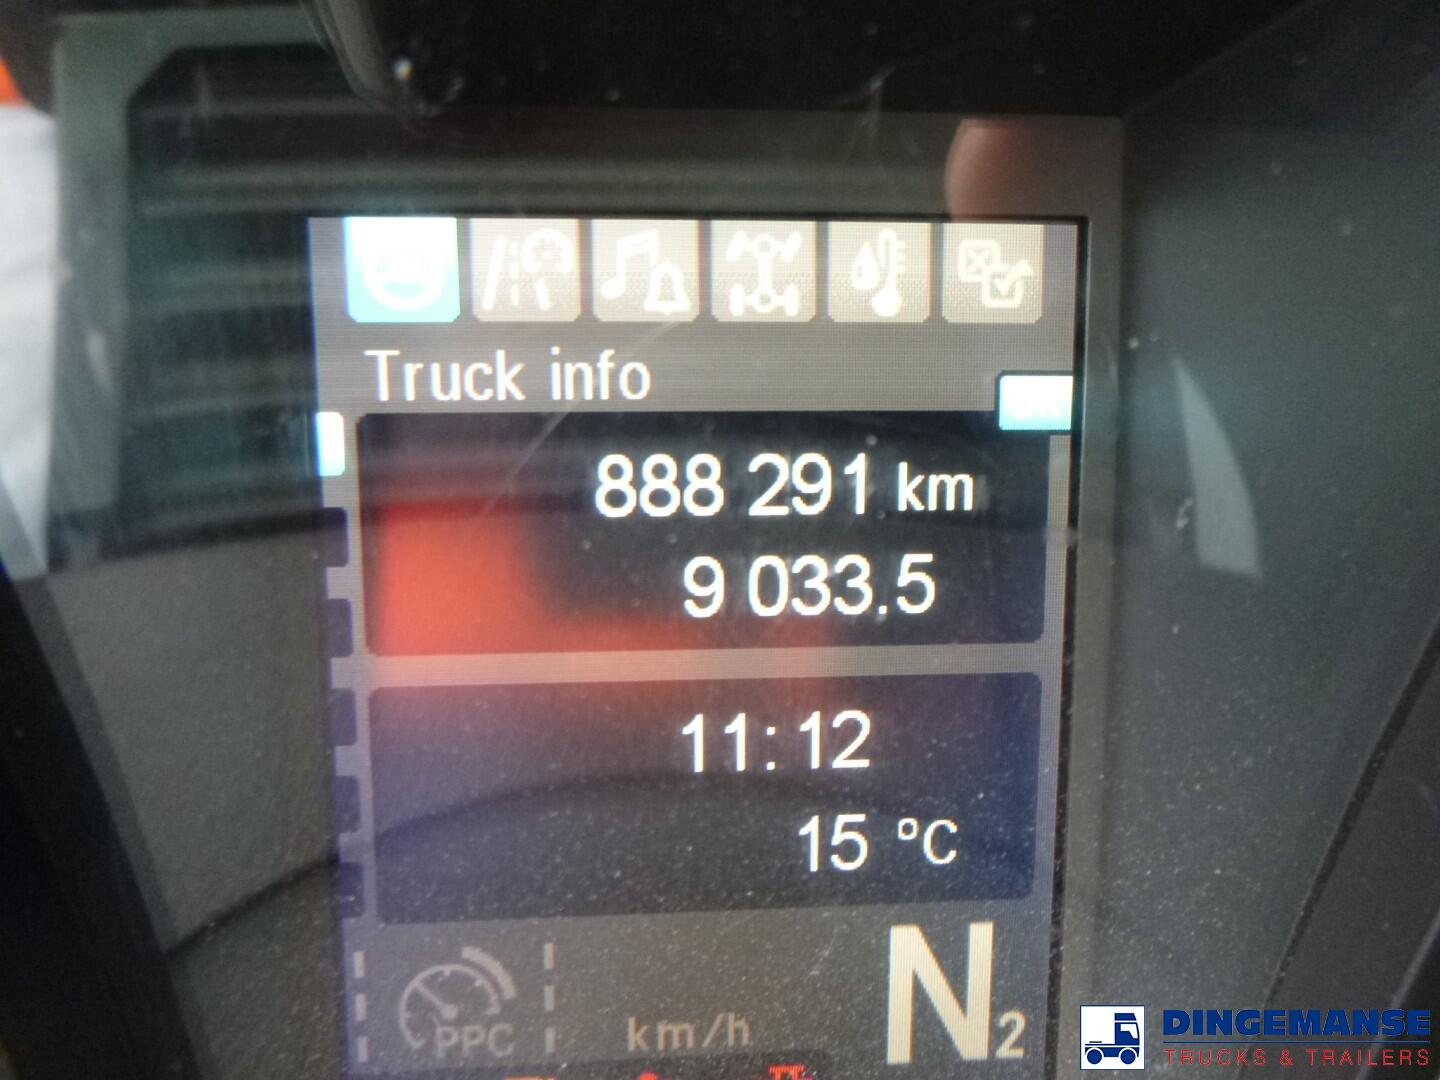 Truck info
888 291 km
9 033.5
11:12
15 °C
PPC
km/h
N2
DINGEMANSE
TRUCKS & TRAILERS